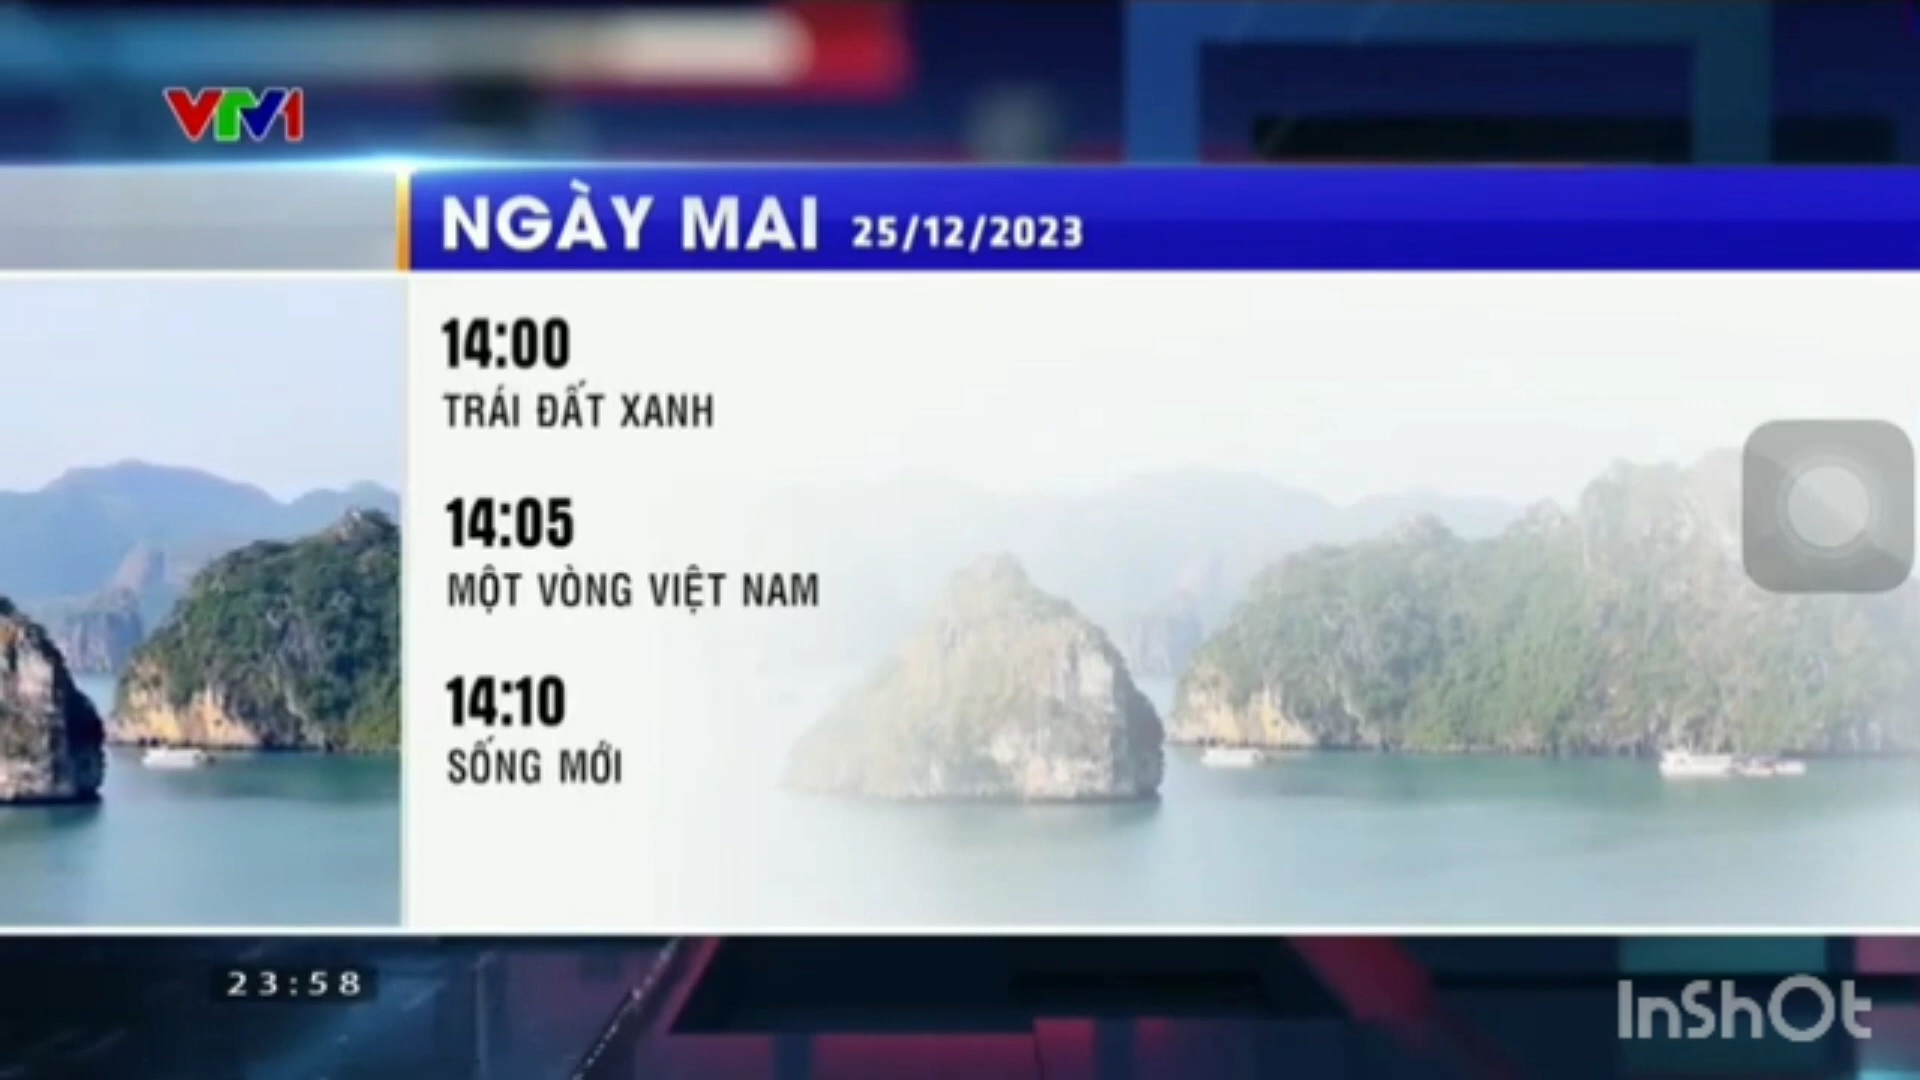 VTV1
NGÀY MAI 25/12/2023
14:00
TRÁI ĐẤT XANH
14:05
MỘT VÒNG VIỆT NAM
14:10
SỐNG MỚI
23:58
InShOt